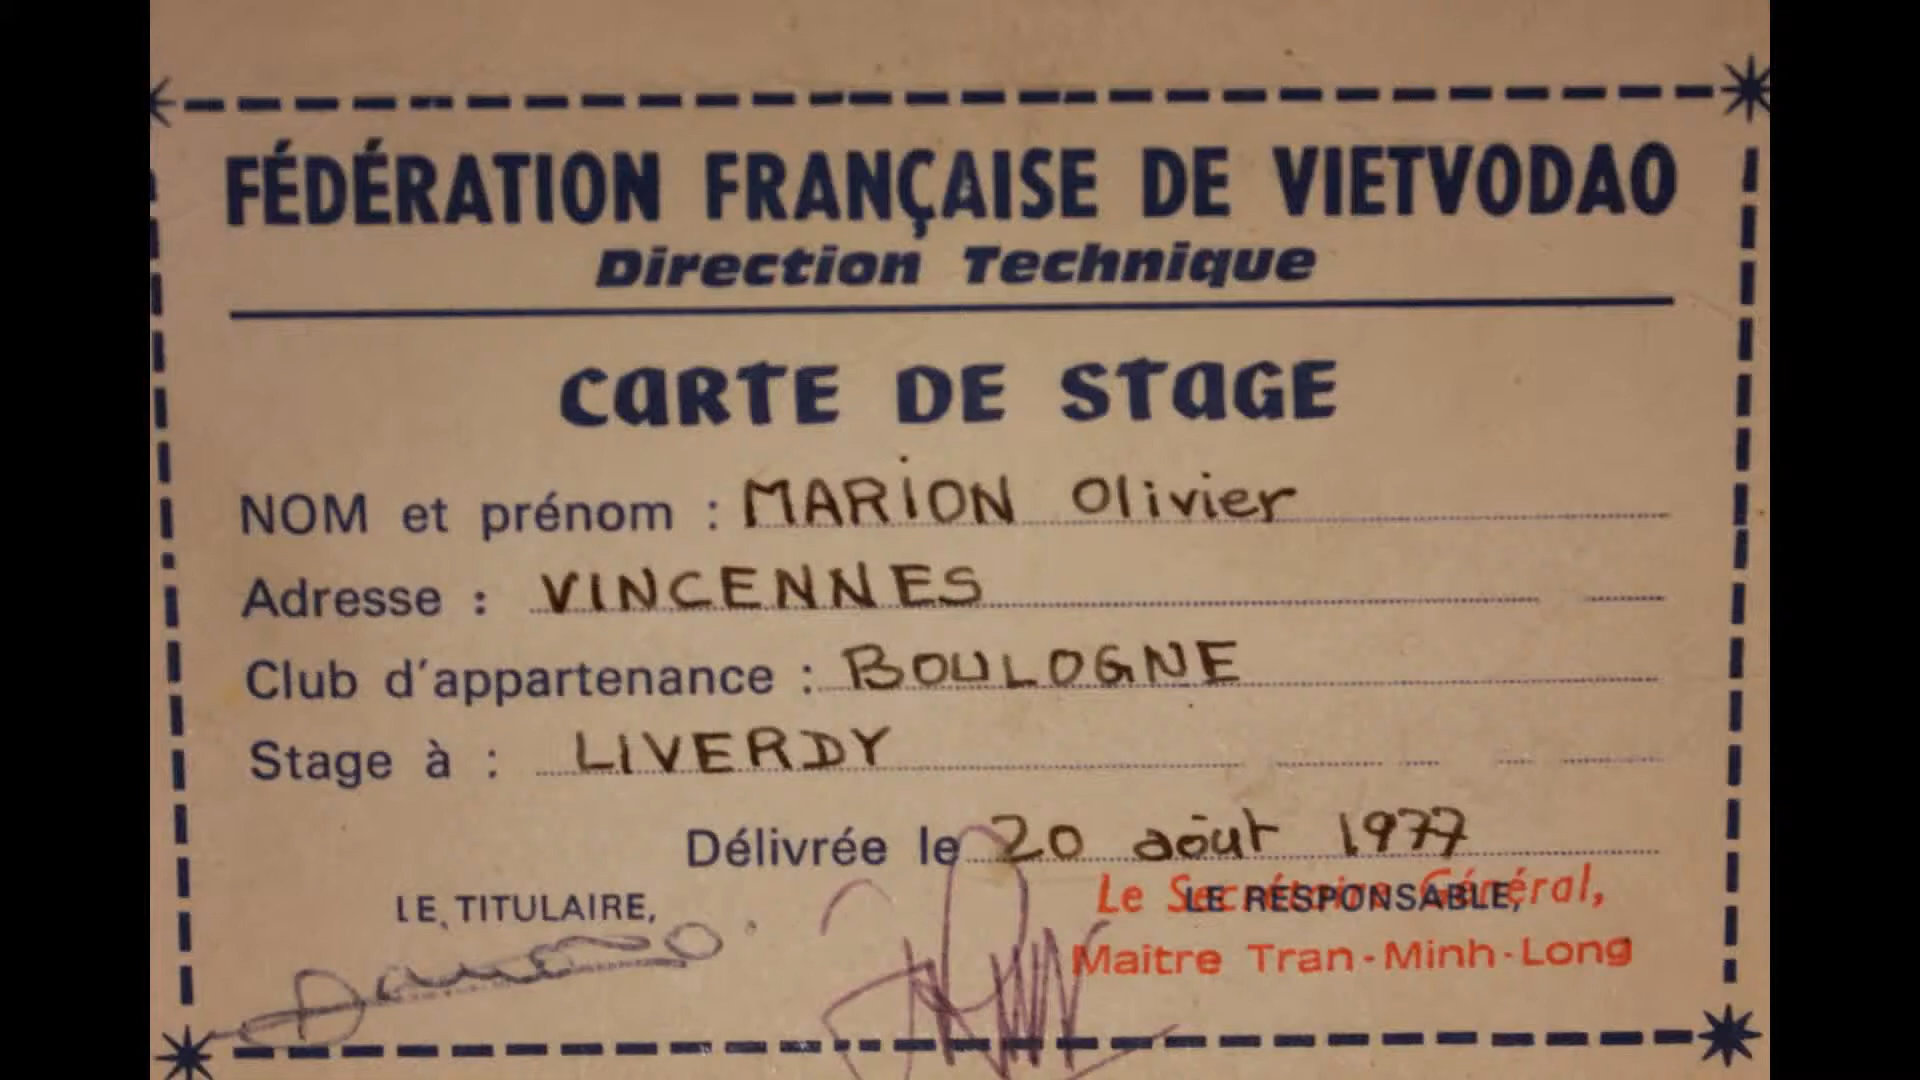 FÉDÉRATION FRANÇAISE DE VIETVODAO
Direction Technique
CARTE DE STAGE
NOM et prénom : MARION Olivier
Adresse : VINCENNES
Club d'appartenance : BOULOGNE
Stage à : LIVERDY
Délivrée le 20 août 1977
LE TITULAIRE,
LE RESPONSABLE,
Le Secrétaire Général,
Maitre Tran-Minh-Long